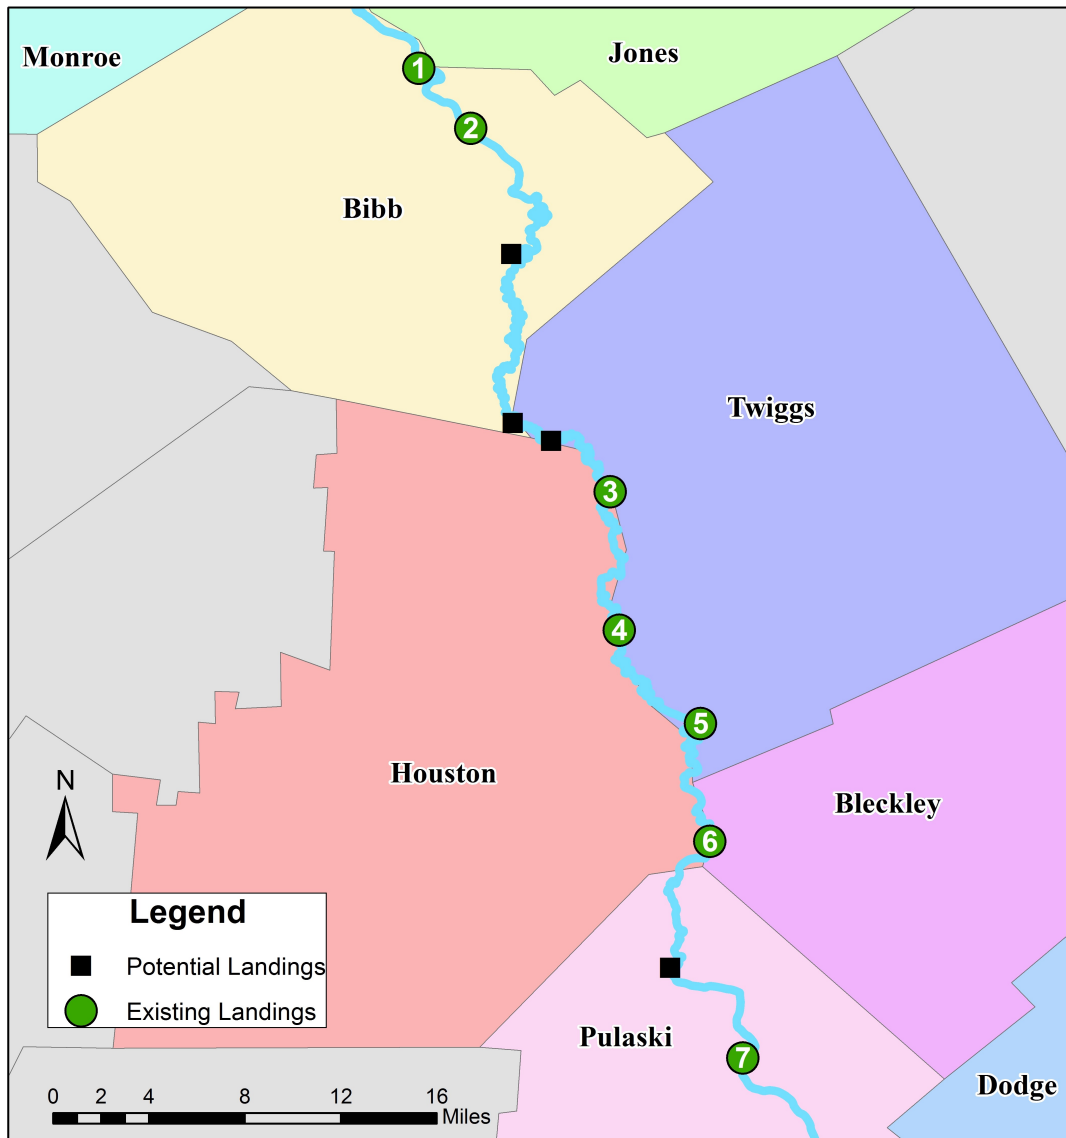 Monroe
Jones
1
2
Bibb
Twiggs
3
4
5
Houston
Bleckley
6
N
Legend
Potential Landings
Existing Landings
Pulaski
7
Dodge
0 2 4 8 12 16
Miles